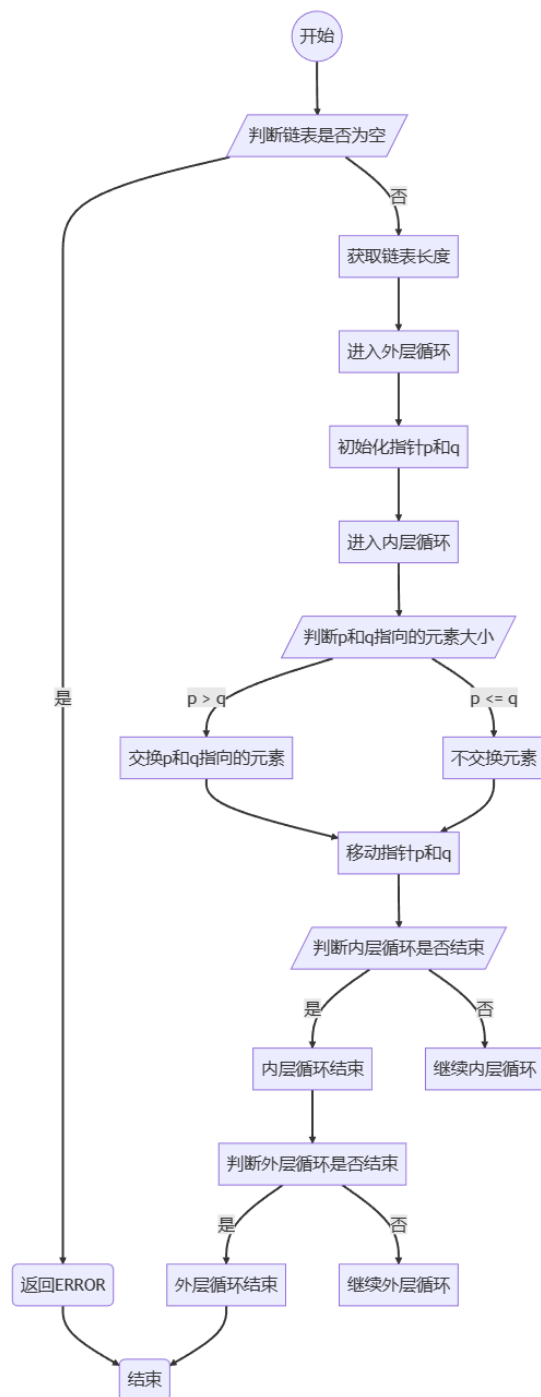 开始
判断链表是否为空
否
获取链表长度
进入外层循环
初始化指针p和q
进入内层循环
判断p和q指向的元素大小
是
p > q
p <= q
交换p和q指向的元素
不交换元素
移动指针p和q
判断内层循环是否结束
是
否
内层循环结束
继续内层循环
判断外层循环是否结束
是
否
返回ERROR
外层循环结束
继续外层循环
结束